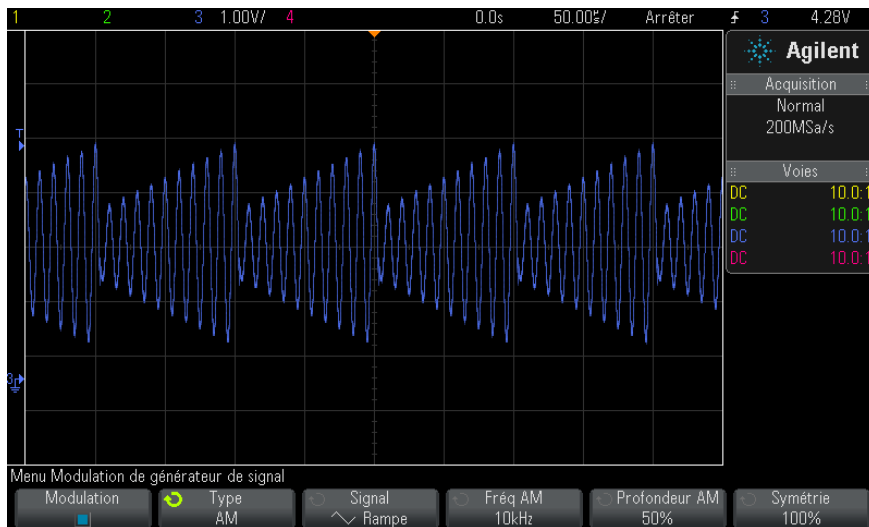 1 2 3 1.00V/ 4 0.0s 50.00㎲/ Arrêter 3 4.28V
Agilent
Acquisition
Normal
200MSa/s
Voies
DC 10.0:1
DC 10.0:1
DC 10.0:1
DC 10.0:1
T
3
Menu Modulation de générateur de signal
Modulation
Type
AM
Signal
Rampe
Fréq AM
10kHz
Profondeur AM
50%
Symétrie
100%